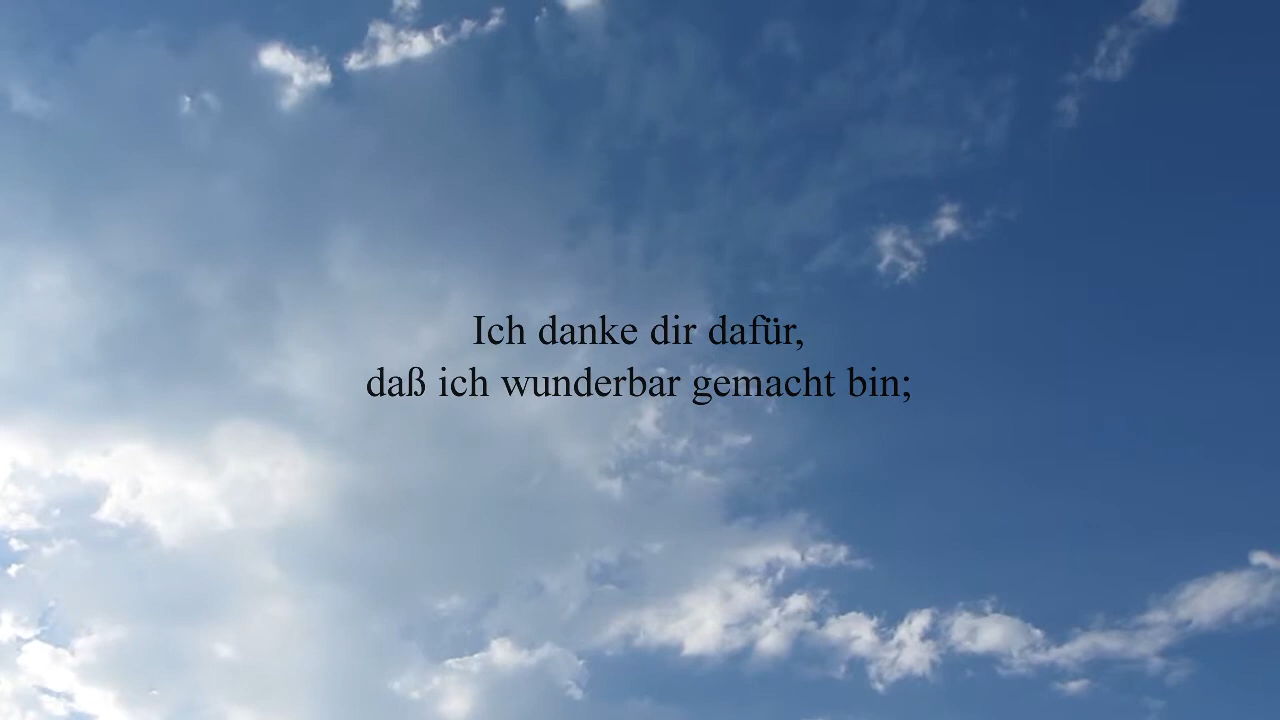 Ich danke dir dafür,
daß ich wunderbar gemacht bin;